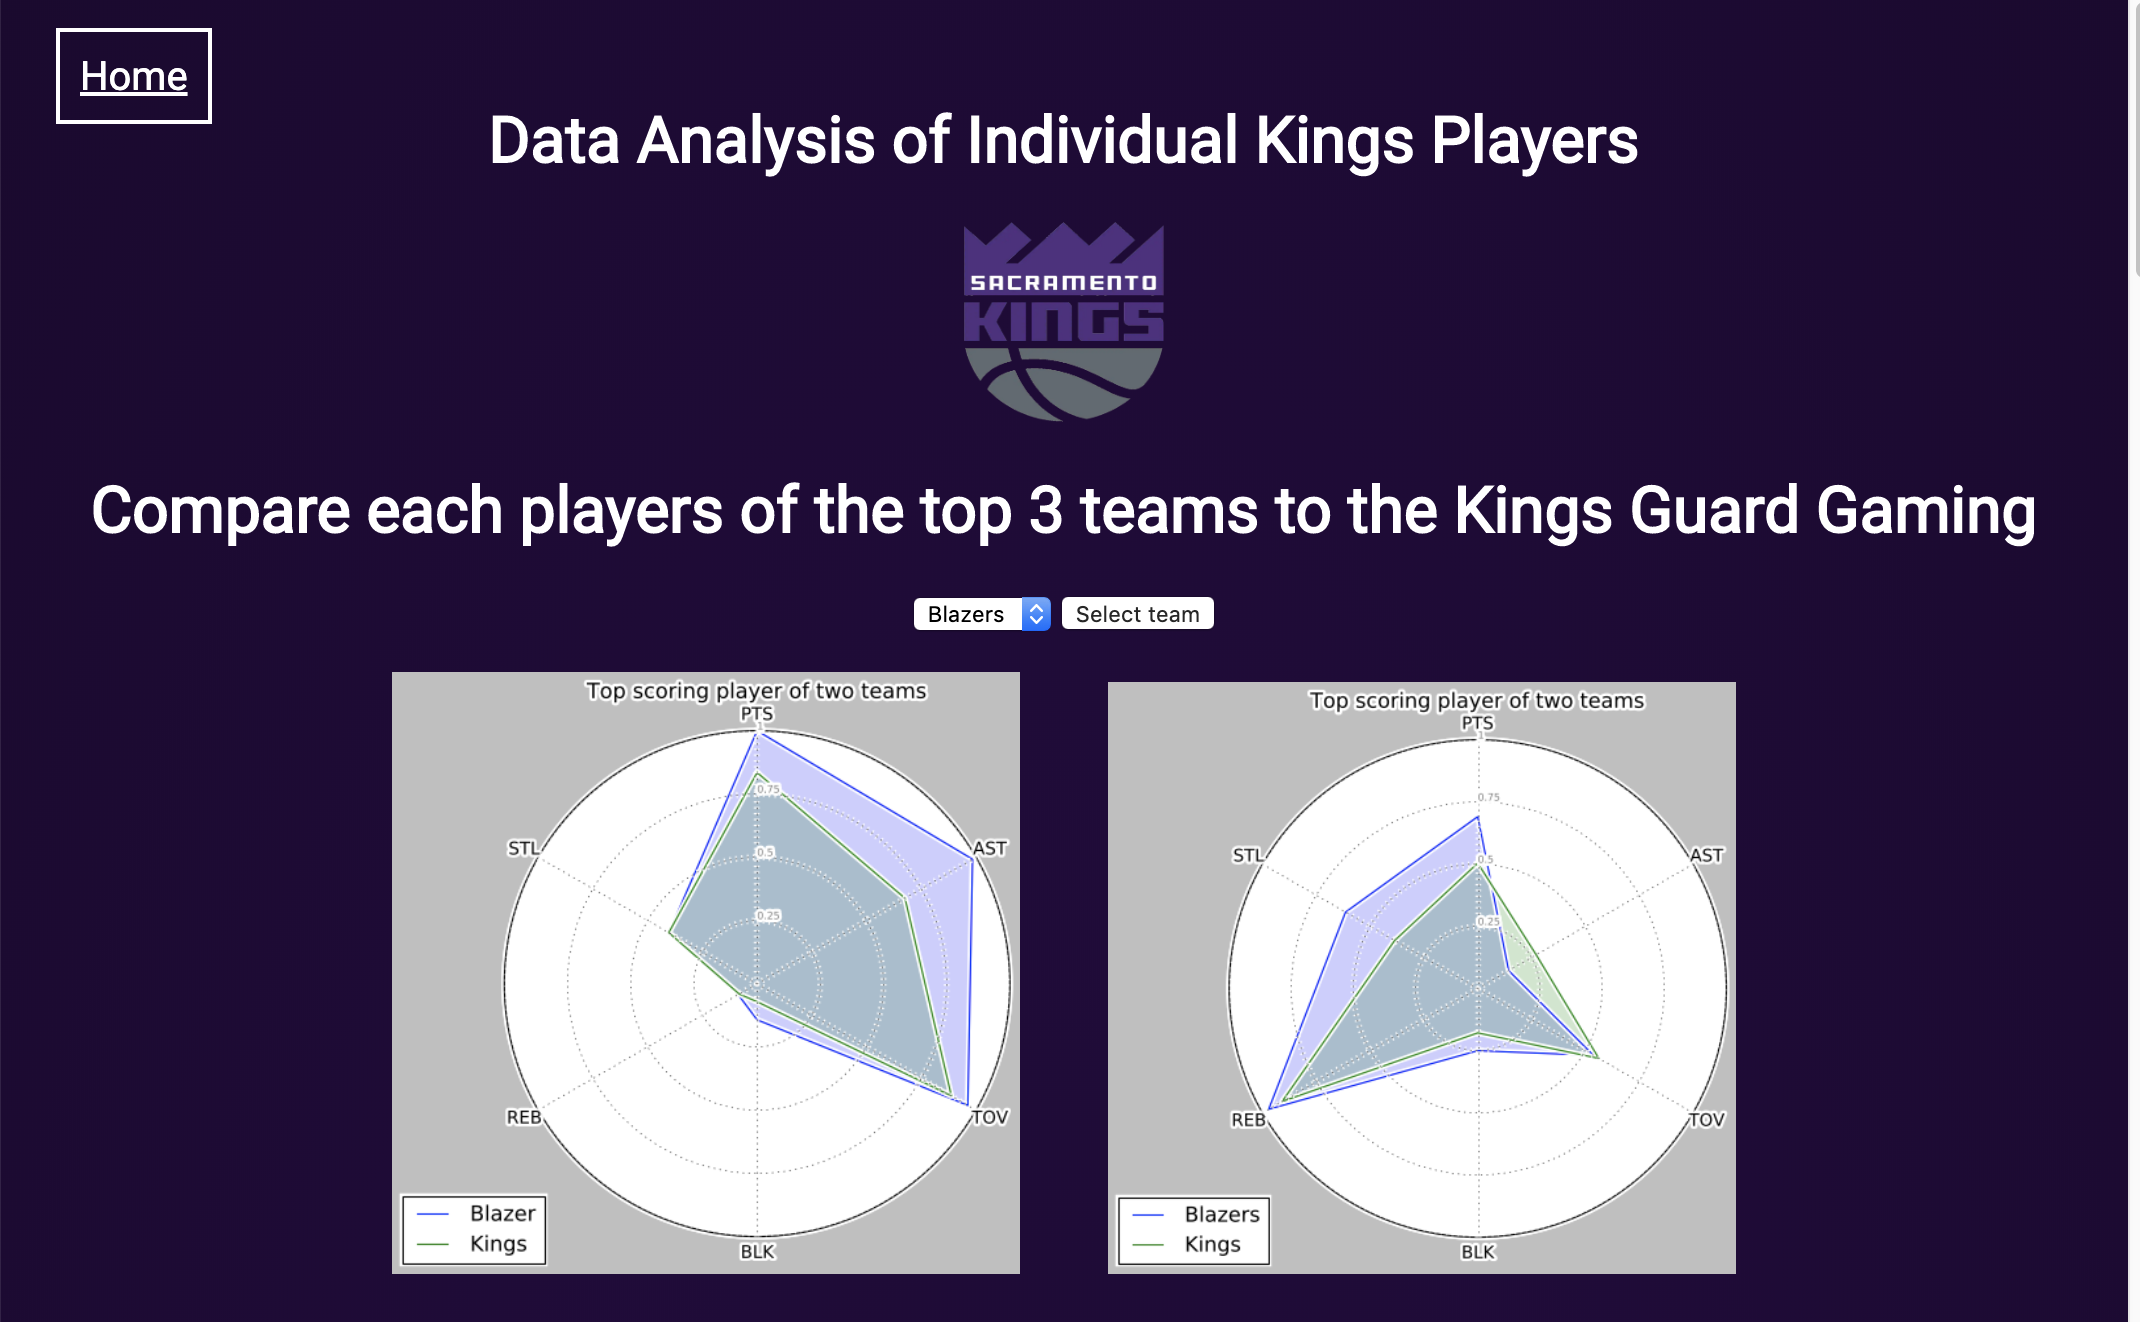 Home
Data Analysis of Individual Kings Players
SACRAMENTO
KINGS
Compare each players of the top 3 teams to the Kings Guard Gaming
Blazers
Select team
Top scoring player of two teams
PTS
1
0.75
0.5
0.25
STL
AST
REB
TOV
BLK
Blazer
Kings
Top scoring player of two teams
PTS
1
0.75
0.5
0.25
STL
AST
REB
TOV
BLK
Blazers
Kings